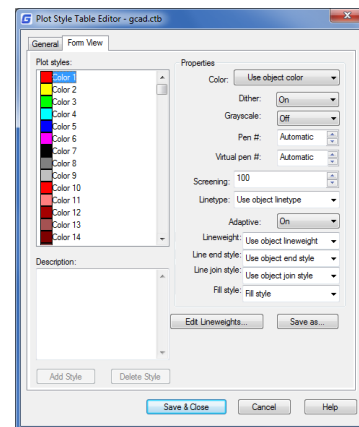 Plot Style Table Editor - gcad.ctb
General Form View
Plot styles:
Color 1
Color 2
Color 3
Color 4
Color 5
Color 6
Color 7
Color 8
Color 9
Color 10
Color 11
Color 12
Color 13
Color 14
Description:
Add Style Delete Style
Properties
Color: Use object color
Dither: On
Grayscale: Off
Pen #: Automatic
Virtual pen #: Automatic
Screening: 100
Linetype: Use object linetype
Adaptive: On
Lineweight: Use object lineweight
Line end style: Use object end style
Line join style: Use object join style
Fill style: Fill style
Edit Lineweights... Save as...
Save & Close Cancel Help